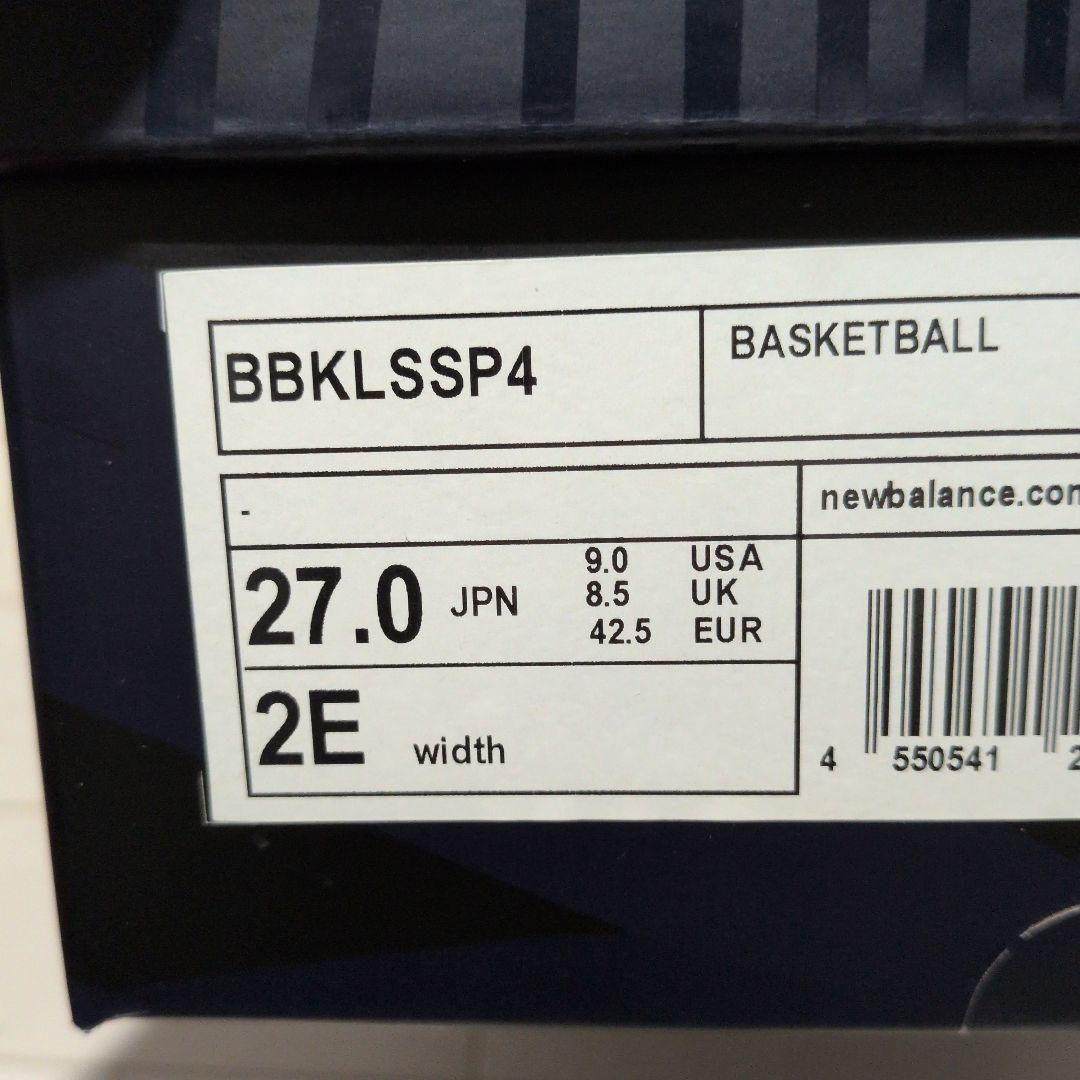 BBKLSSP4
BASKETBALL
-
newbalance.com
27.0 JPN
9.0 USA
8.5 UK
42.5 EUR
2E width
4 550541 2